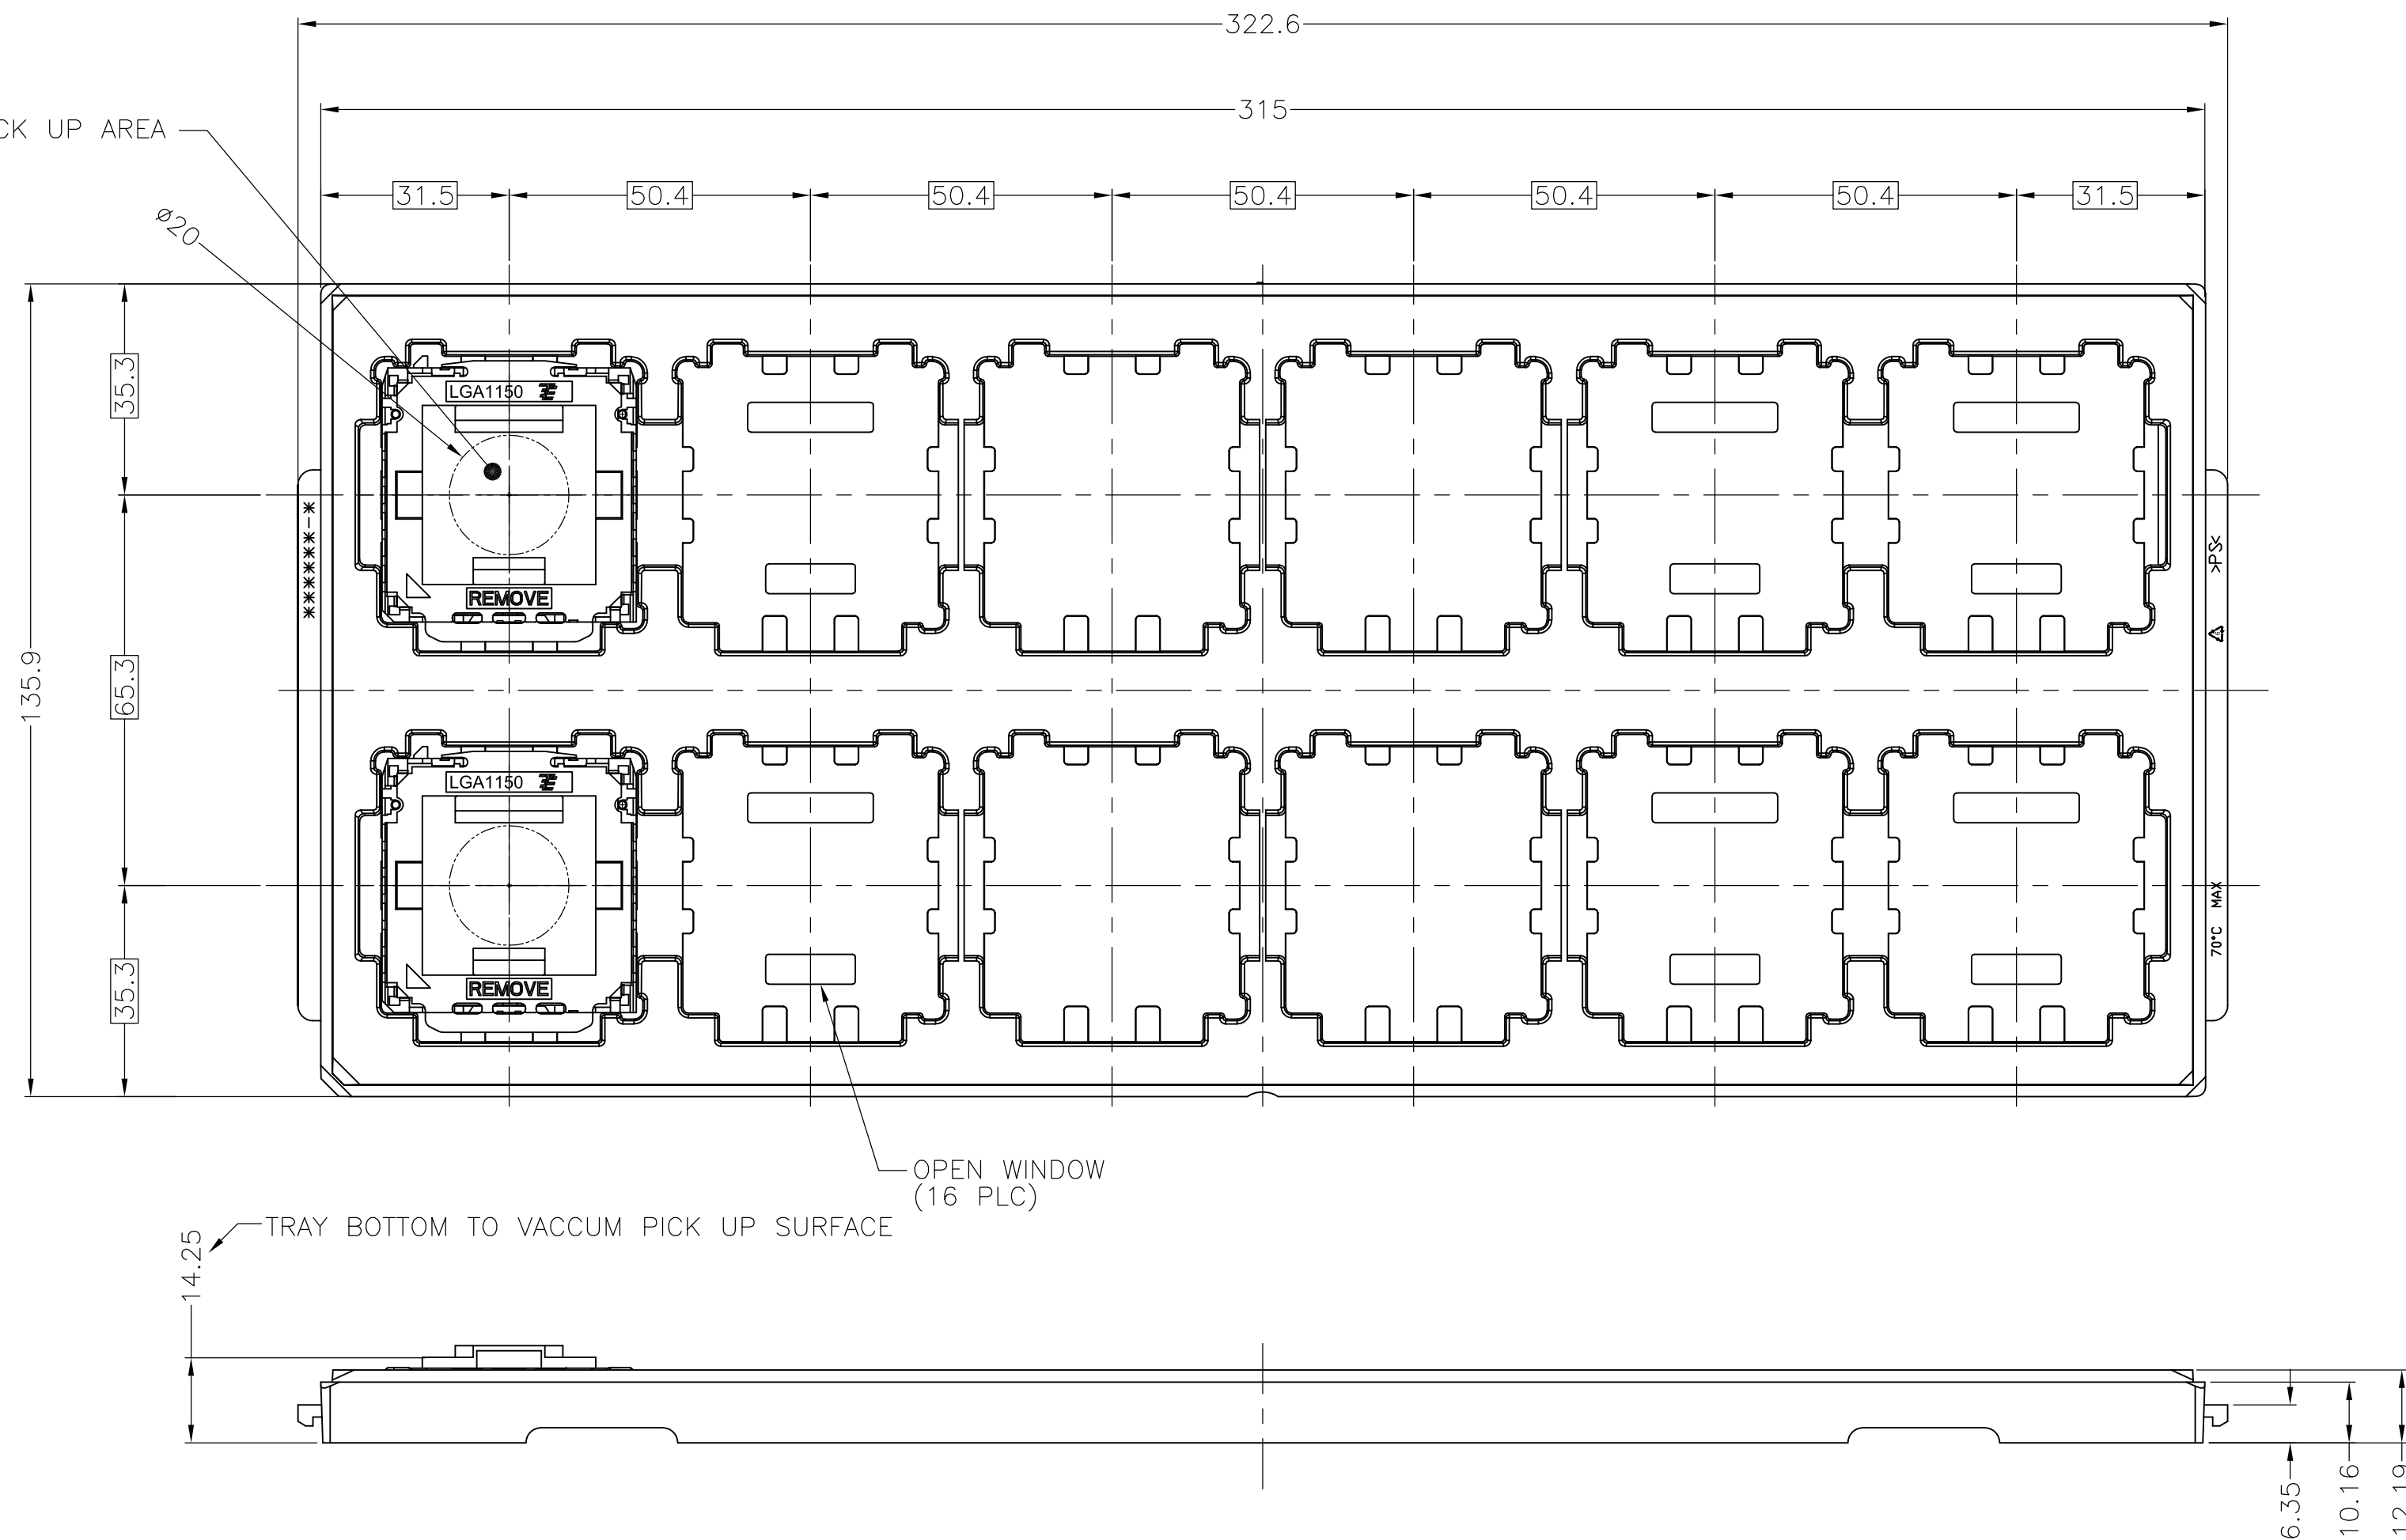 322.6
315
CK UP AREA
31.5
50.4
50.4
50.4
50.4
50.4
31.5
ø20
35.3
65.3
35.3
135.9
LGA1150
REMOVE
LGA1150
REMOVE
*******-*
>PS<
70°C MAX
OPEN WINDOW
(16 PLC)
TRAY BOTTOM TO VACCUM PICK UP SURFACE
14.25
6.35
10.16
12.19